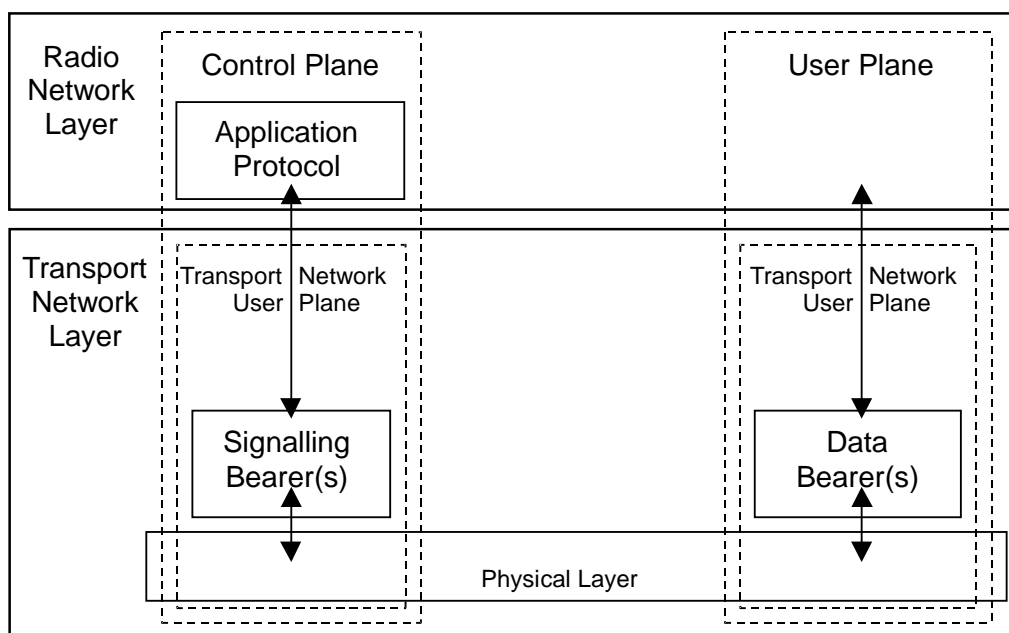 Radio
Network
Layer
Control Plane
User Plane
Application
Protocol
Transport
Network
Layer
Transport Network
User Plane
Transport Network
User Plane
Signalling
Bearer(s)
Data
Bearer(s)
Physical Layer